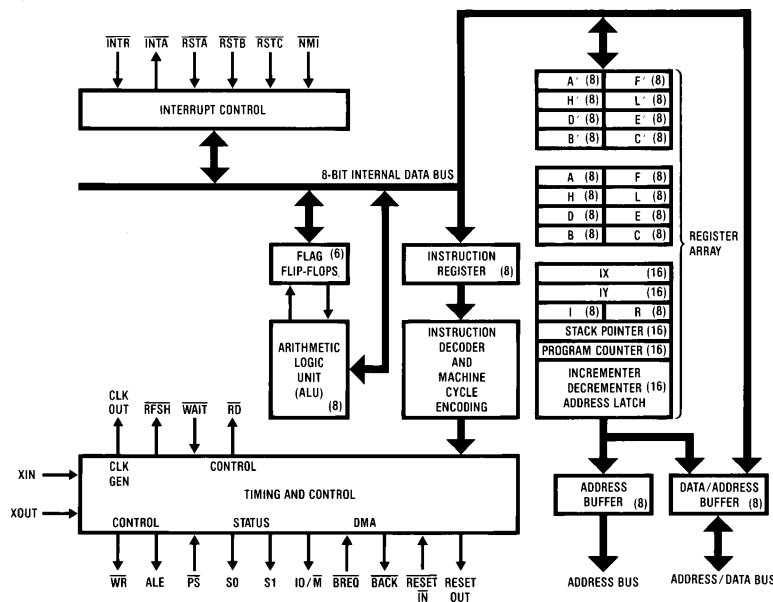 INTR INTA RSTA RSTB RSTC NMI
INTERRUPT CONTROL
8-BIT INTERNAL DATA BUS
A' (8) F' (8)
H' (8) L' (8)
D' (8) E' (8)
B' (8) C' (8)
A (8) F (8)
H (8) L (8)
D (8) E (8)
B (8) C (8)
IX (16)
IY (16)
I (8) R (8)
STACK POINTER (16)
PROGRAM COUNTER (16)
INCREMENTER
DECREMENTER (16)
ADDRESS LATCH
REGISTER
ARRAY
FLAG (6)
FLIP-FLOPS
INSTRUCTION
REGISTER (8)
ARITHMETIC
LOGIC
UNIT
(ALU) (8)
INSTRUCTION
DECODER
AND
MACHINE
CYCLE
ENCODING
CLK
OUT RFSH WAIT RD
CLK
GEN
CONTROL
XIN
XOUT
TIMING AND CONTROL
CONTROL STATUS DMA
WR ALE PS S0 S1 IO/M BREQ BACK RESET
IN
RESET
OUT
ADDRESS
BUFFER (8)
DATA/ADDRESS
BUFFER (8)
ADDRESS BUS
ADDRESS/DATA BUS